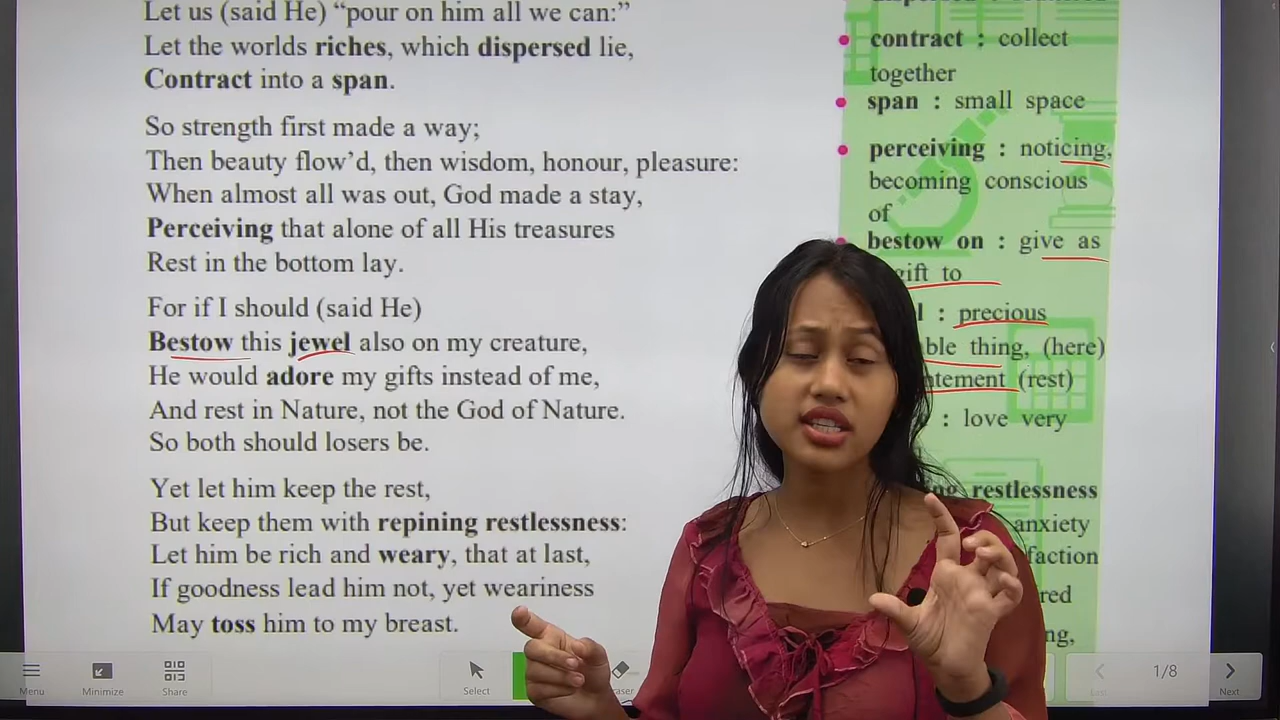 Let us (said He) “pour on him all we can:”
Let the worlds riches, which dispersed lie,
Contract into a span.
So strength first made a way;
Then beauty flow’d, then wisdom, honour, pleasure:
When almost all was out, God made a stay,
Perceiving that alone of all His treasures
Rest in the bottom lay.
For if I should (said He)
Bestow this jewel also on my creature,
He would adore my gifts instead of me,
And rest in Nature, not the God of Nature.
So both should losers be.
Yet let him keep the rest,
But keep them with repining restlessness:
Let him be rich and weary, that at last,
If goodness lead him not, yet weariness
May toss him to my breast.
contract : collect
together
span : small space
perceiving : noticing,
becoming conscious
of
bestow on : give as
gift to
: precious
thing, (here)
(rest)
: love very
restlessness
anxiety
Menu
Minimize
Share
Select
1/8
Last
Next